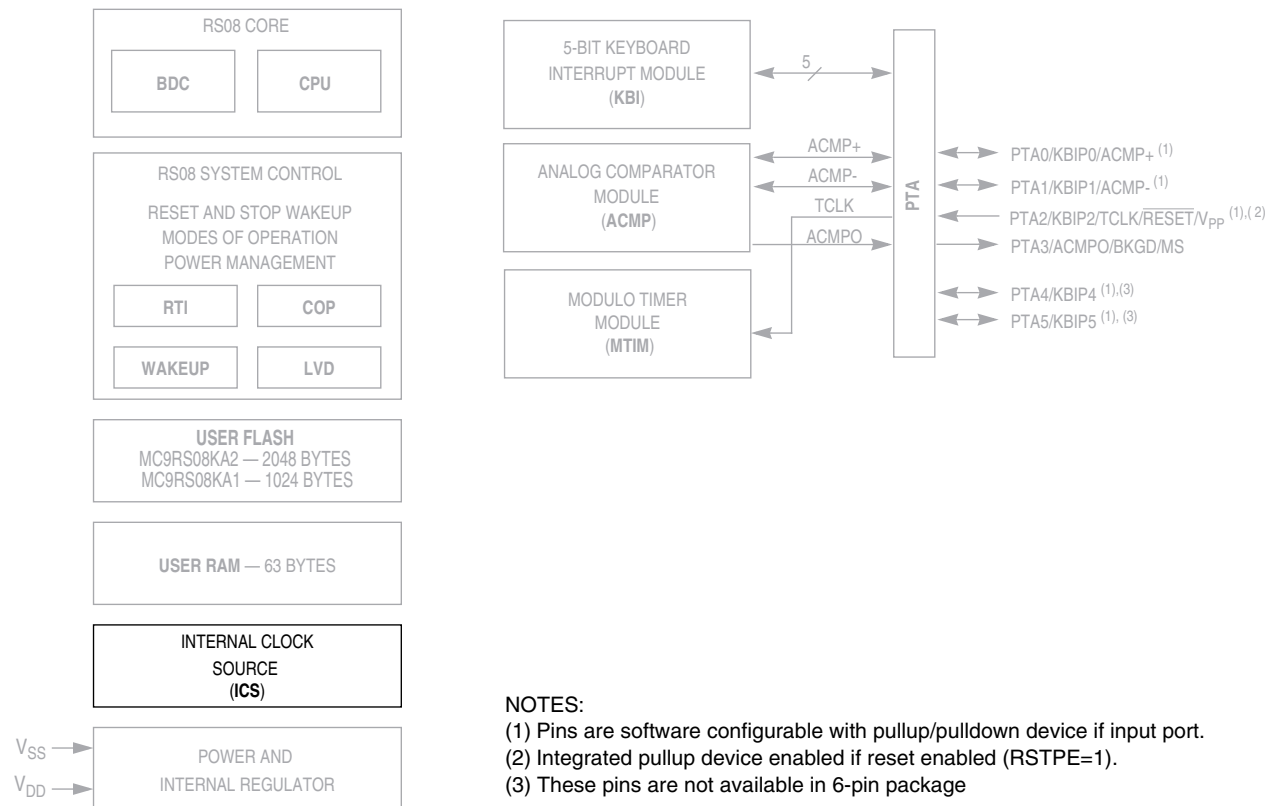 RS08 CORE
BDC
CPU
RS08 SYSTEM CONTROL
RESET AND STOP WAKEUP
MODES OF OPERATION
POWER MANAGEMENT
RTI
COP
WAKEUP
LVD
USER FLASH
MC9RS08KA2 — 2048 BYTES
MC9RS08KA1 — 1024 BYTES
USER RAM — 63 BYTES
INTERNAL CLOCK
SOURCE
(ICS)
VSS
VDD
POWER AND
INTERNAL REGULATOR
5-BIT KEYBOARD
INTERRUPT MODULE
(KBI)
5
ANALOG COMPARATOR
MODULE
(ACMP)
ACMP+
ACMP-
TCLK
ACMPO
MODULO TIMER
MODULE
(MTIM)
PTA
PTA0/KBIP0/ACMP+ (1)
PTA1/KBIP1/ACMP- (1)
PTA2/KBIP2/TCLK/RESET/VPP (1),( 2)
PTA3/ACMPO/BKGD/MS
PTA4/KBIP4 (1),(3)
PTA5/KBIP5 (1), (3)
NOTES:
(1) Pins are software configurable with pullup/pulldown device if input port.
(2) Integrated pullup device enabled if reset enabled (RSTPE=1).
(3) These pins are not available in 6-pin package